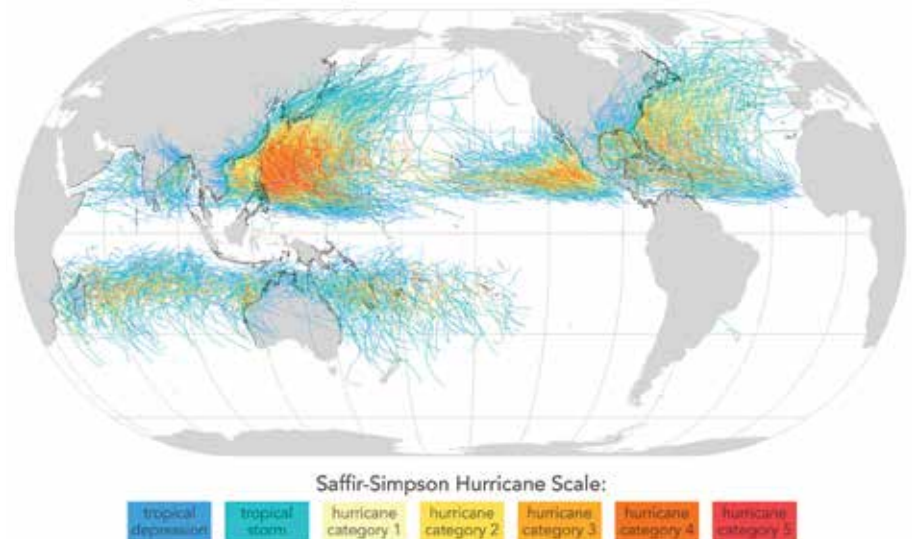 Saffir-Simpson Hurricane Scale:
tropical depression
tropical storm
hurricane category 1
hurricane category 2
hurricane category 3
hurricane category 4
hurricane category 5